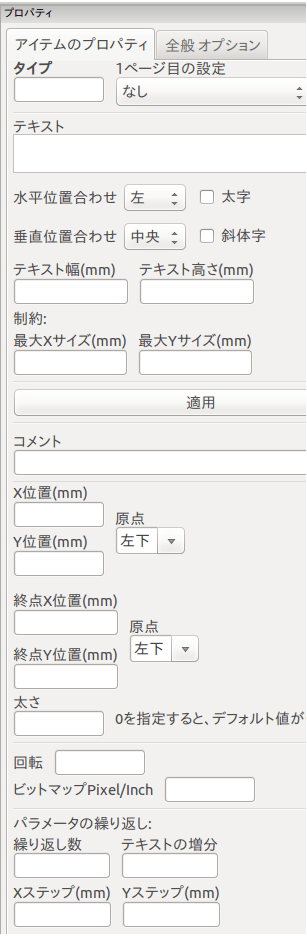 プロパティ
アイテムのプロパティ 全般 オプション
タイプ 1ページ目の設定
なし
テキスト
水平位置合わせ 左 太字
垂直位置合わせ 中央 斜体字
テキスト幅(mm) テキスト高さ(mm)
制約:
最大Xサイズ(mm) 最大Yサイズ(mm)
適用
コメント
X位置(mm)
原点
Y位置(mm) 左下
終点X位置(mm)
原点
終点Y位置(mm) 左下
太さ
0を指定すると、デフォルト値が
回転
ビットマップPixel/Inch
パラメータの繰り返し:
繰り返し数 テキストの増分
Xステップ(mm) Yステップ(mm)